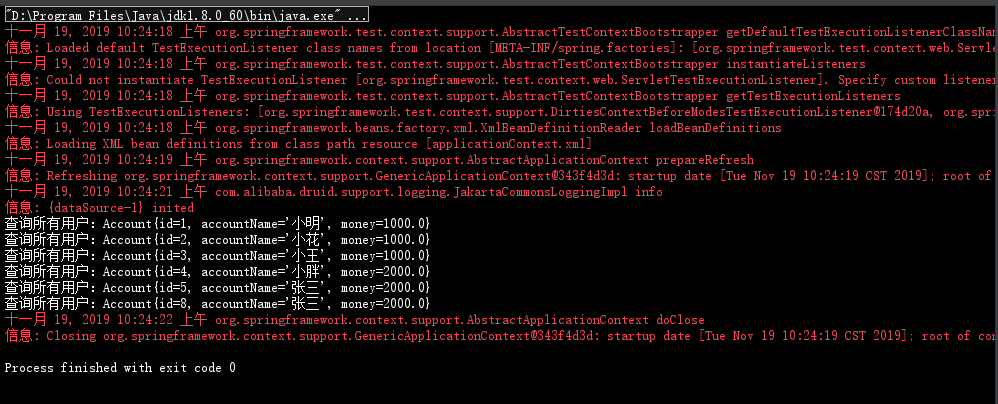 "D:\Program Files\Java\jdk1.8.0_60\bin\java.exe" ...
十一月 19, 2019 10:24:18 上午 org.springframework.test.context.support.AbstractTestContextBootstrapper getDefaultTestExecutionListenerClassNam
信息: Loaded default TestExecutionListener class names from location [META-INF/spring.factories]: [org.springframework.test.context.web.Servle
十一月 19, 2019 10:24:18 上午 org.springframework.test.context.support.AbstractTestContextBootstrapper instantiateListeners
信息: Could not instantiate TestExecutionListener [org.springframework.test.context.web.ServletTestExecutionListener]. Specify custom listene
十一月 19, 2019 10:24:18 上午 org.springframework.test.context.support.AbstractTestContextBootstrapper getTestExecutionListeners
信息: Using TestExecutionListeners: [org.springframework.test.context.support.DirtiesContextBeforeModesTestExecutionListener@174d20a, org.spri
十一月 19, 2019 10:24:18 上午 org.springframework.beans.factory.xml.XmlBeanDefinitionReader loadBeanDefinitions
信息: Loading XML bean definitions from class path resource [applicationContext.xml]
十一月 19, 2019 10:24:19 上午 org.springframework.context.support.AbstractApplicationContext prepareRefresh
信息: Refreshing org.springframework.context.support.GenericApplicationContext@343f4d3d: startup date [Tue Nov 19 10:24:19 CST 2019]; root of
十一月 19, 2019 10:24:21 上午 com.alibaba.druid.support.logging.JakartaCommonsLoggingImpl info
信息: {dataSource-1} inited
查询所有用户: Account{id=1, accountName='小明', money=1000.0}
查询所有用户: Account{id=2, accountName='小花', money=1000.0}
查询所有用户: Account{id=3, accountName='小王', money=1000.0}
查询所有用户: Account{id=4, accountName='小胖', money=2000.0}
查询所有用户: Account{id=5, accountName='张三', money=2000.0}
查询所有用户: Account{id=8, accountName='张三', money=2000.0}
十一月 19, 2019 10:24:22 上午 org.springframework.context.support.AbstractApplicationContext doClose
信息: Closing org.springframework.context.support.GenericApplicationContext@343f4d3d: startup date [Tue Nov 19 10:24:19 CST 2019]; root of con
Process finished with exit code 0